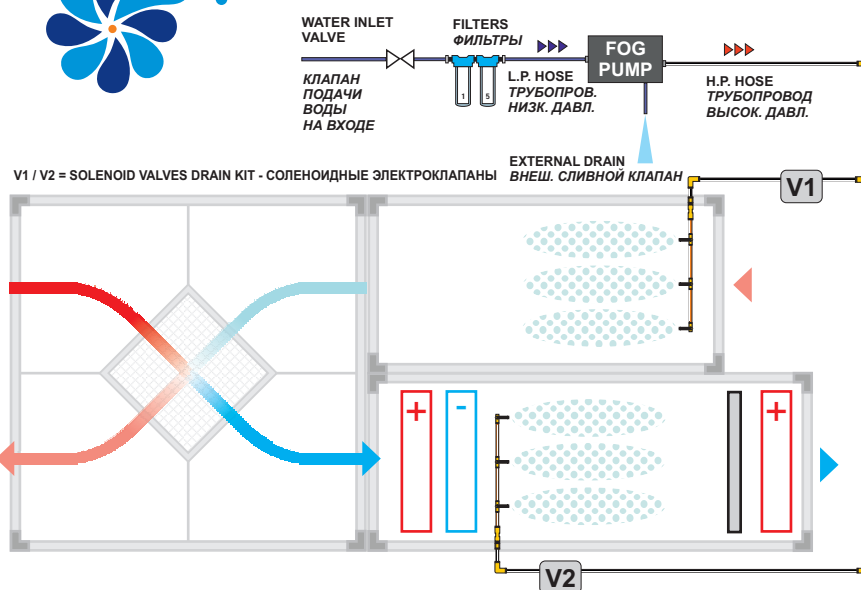 WATER INLET
VALVE
КЛАПАН
ПОДАЧИ
ВОДЫ
НА ВХОДЕ
FILTERS
ФИЛЬТРЫ
1
5
L.P. HOSE
ТРУБОПРОВ.
НИЗК. ДАВЛ.
FOG
PUMP
H.P. HOSE
ТРУБОПРОВОД
ВЫСОК. ДАВЛ.
EXTERNAL DRAIN
ВНЕШ. СЛИВНОЙ КЛАПАН
V1 / V2 = SOLENOID VALVES DRAIN KIT - СОЛЕНОИДНЫЕ ЭЛЕКТРОКЛАПАНЫ
V1
+
-
+
V2